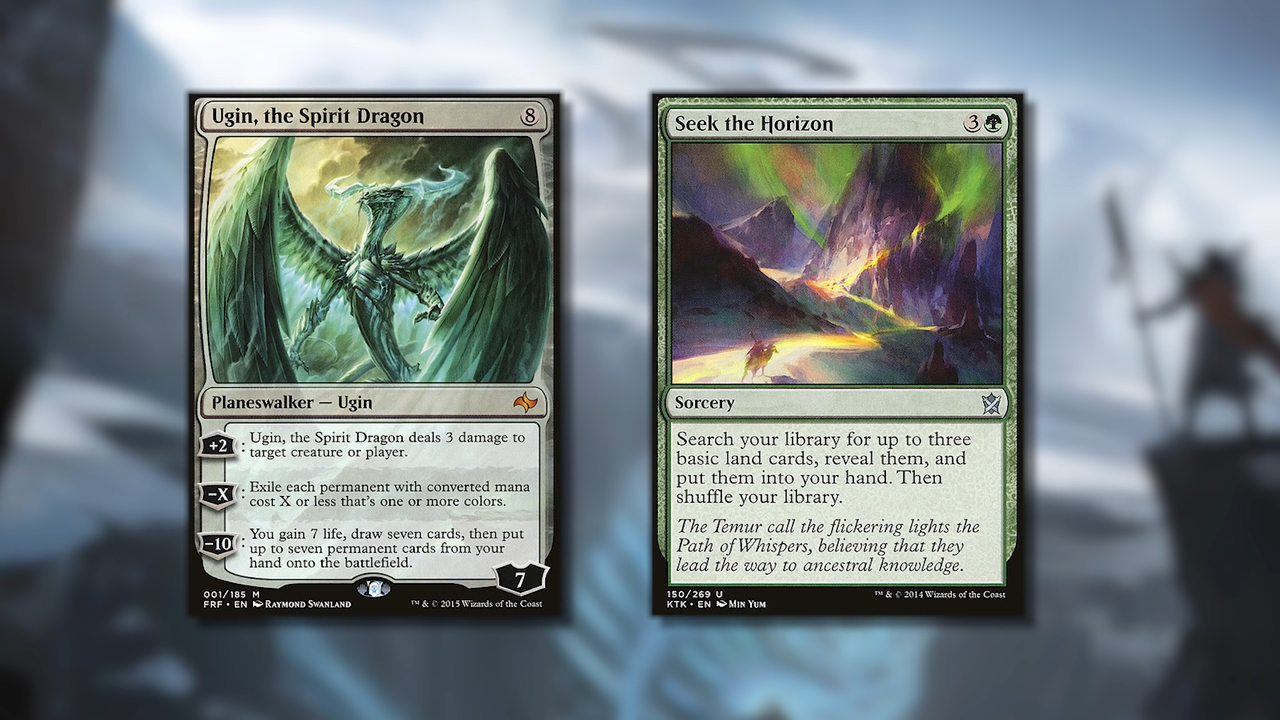 Ugin, the Spirit Dragon 8
Planeswalker — Ugin
+2 : Ugin, the Spirit Dragon deals 3 damage to
target creature or player.
−X : Exile each permanent with converted mana
cost X or less that's one or more colors.
−10 : You gain 7 life, draw seven cards, then put
up to seven permanent cards from your
hand onto the battlefield.
7
001/185 M
FRF • EN RAYMOND SWANLAND ™ & © 2015 Wizards of the Coast
Seek the Horizon 3
Sorcery
Search your library for up to three
basic land cards, reveal them, and
put them into your hand. Then
shuffle your library.
The Temur call the flickering lights the
Path of Whispers, believing that they
lead the way to ancestral knowledge.
150/269 U ™ & © 2014 Wizards of the Coast
KTK • EN MIN YUM